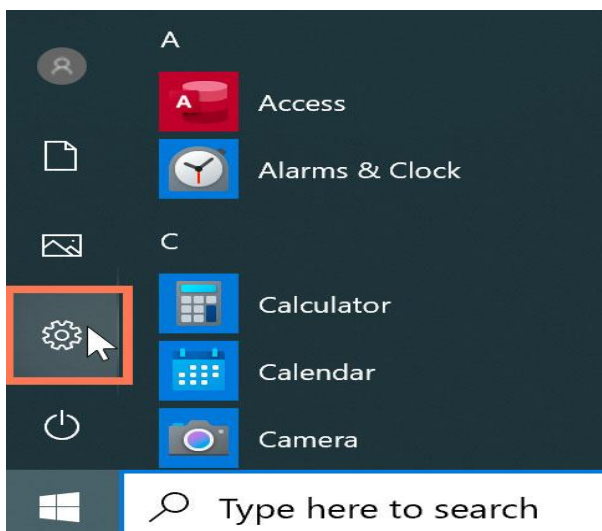 A
Access
Alarms & Clock
C
Calculator
Calendar
Camera
Type here to search